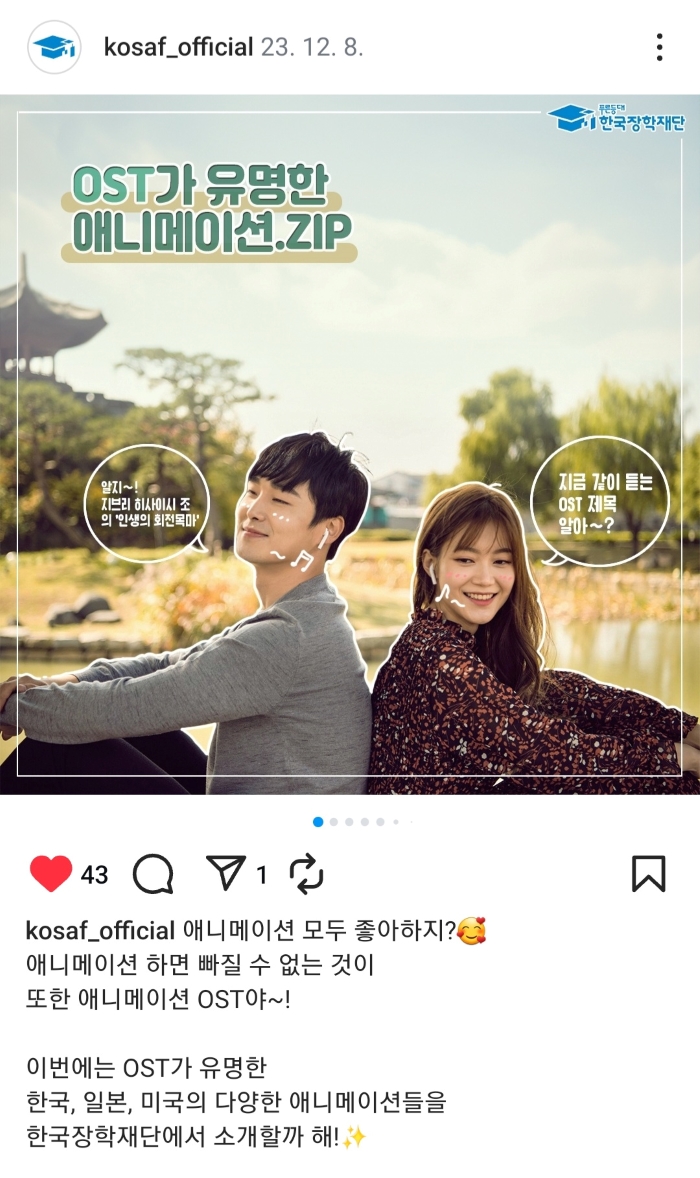 kosaf_official 23. 12. 8.
푸른등대
한국장학재단
OST가 유명한
애니메이션.ZIP
알지~!
지브리 히사이시 조
의 '인생의 회전목마'
지금 같이 듣는
OST 제목
알아~?
43
1
kosaf_official 애니메이션 모두 좋아하지?🥰
애니메이션 하면 빠질 수 없는 것이
또한 애니메이션 OST야~!
이번에는 OST가 유명한
한국, 일본, 미국의 다양한 애니메이션들을
한국장학재단에서 소개할까 해!✨